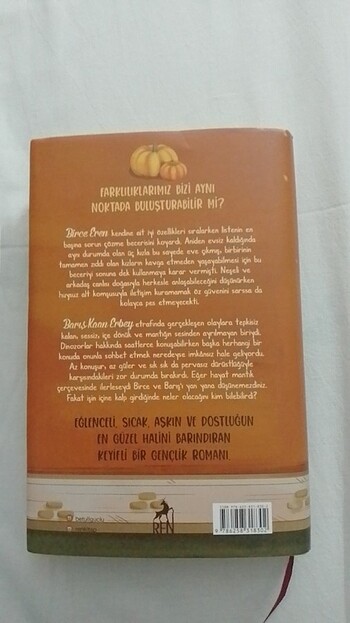 FARKLILIKLARIMIZ BİZİ AYNI
NOKTADA BULUŞTURABİLİR Mİ?
Birce Eren kendine ait iyi özellikleri sıralarken listenin en
başına sorun çözme becerisini koyardı. Aniden evsiz kaldığında
aynı durumda olan üç kızla bu sayede eve çıkmış, birbirinin
tamamen zıddı olan kızların kavga etmeden yaşayabilmesi için bu
beceriyi sonuna dek kullanmaya karar vermişti. Neşeli ve
arkadaş canlısı doğasıyla herkesle anlaşabileceğini düşünürken
huysuz alt komşusuyla iletişim kuramamak öz güvenini sarssa da
kolayca pes etmeyecekti.
Barış Kaan Erbey etrafında gerçekleşen olaylara tepkisiz
kalan, sessiz, içe dönük ve mantığın sesinden ayrılmayan biriydi.
Dinozorlar hakkında saatlerce konuşabilirken başka herhangi bir
konuda onunla sohbet etmek neredeyse imkânsız hale geliyordu.
Az konuşur, az güler ve sık sık da pervasız dürüstlüğüyle
karşısındakileri zor durumda bırakırdı. Eğer hayat mantık
çerçevesinde ilerleseydi Birce ve Barış'ı yan yana düşünemezdiniz.
Fakat işin içine kalp girdiğinde neler olacağını kim bilebilirdi?
EĞLENCELİ, SICAK, AŞKIN VE DOSTLUĞUN
EN GÜZEL HALİNİ BARINDIRAN
KEYİFLİ BİR GENÇLİK ROMANI.
REN
9 786258 318302